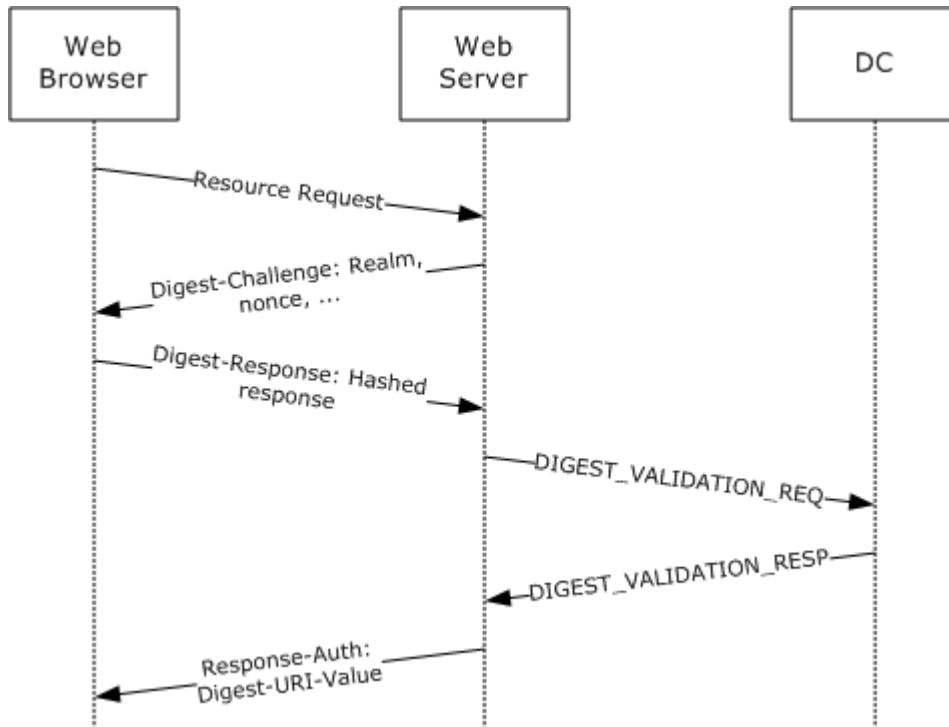 Web
Browser
Web
Server
DC
Resource Request
Digest-Challenge: Realm,
nonce, ...
Digest-Response: Hashed
response
DIGEST_VALIDATION_REQ
DIGEST_VALIDATION_RESP
Response-Auth:
Digest-URI-Value